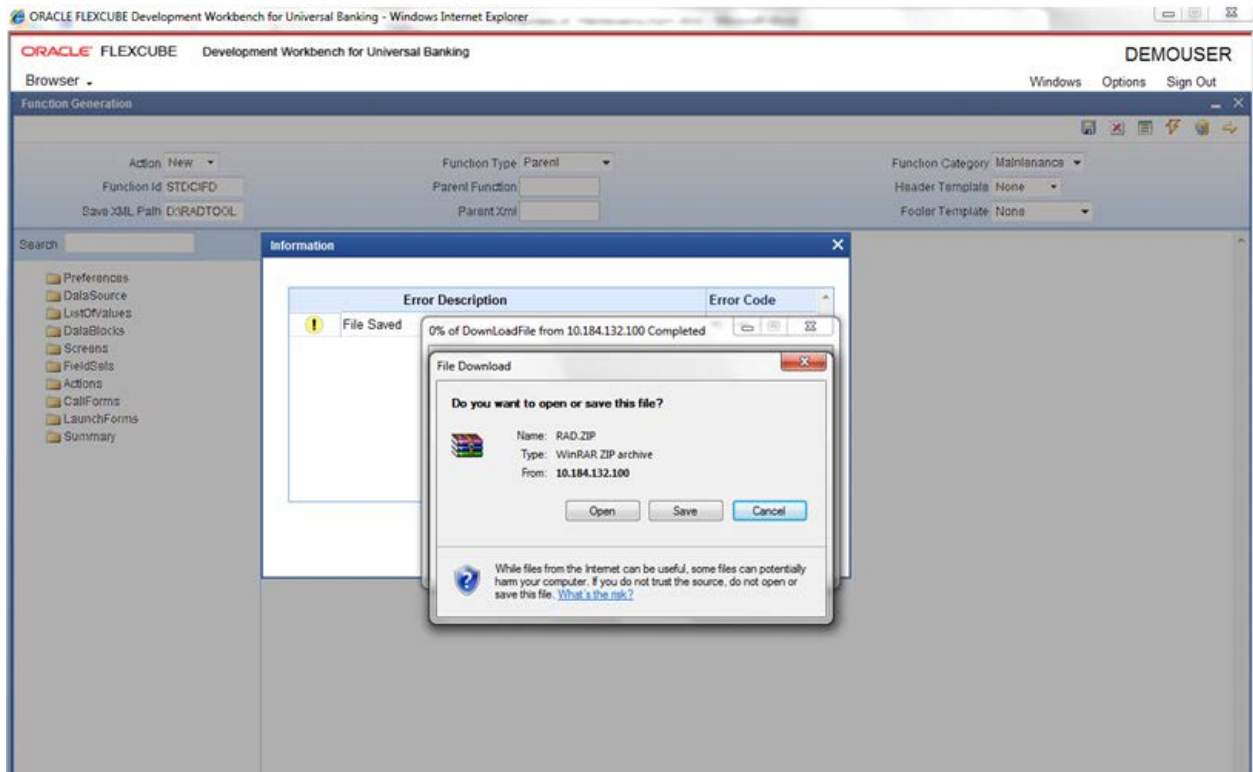 ORACLE FLEXCUBE Development Workbench for Universal Banking - Windows Internet Explorer
ORACLE FLEXCUBE Development Workbench for Universal Banking
DEMOUSER
Browser
Windows Options Sign Out
Function Generation
Action New
Function Type Parent
Function Category Maintenance
Function Id STDCIFD
Parent Function
Header Template None
Save XML Path D:\RADTOOL
Parent Xml
Footer Template None
Search
Information
Preferences
DataSource
ListOfValues
DataBlocks
Screens
FieldSets
Actions
CallForms
LaunchForms
Summary
Error Description Error Code
File Saved
0% of DownLoadFile from 10.184.132.100 Completed
File Download
Do you want to open or save this file?
Name: RAD.ZIP
Type: WinRAR ZIP archive
From: 10.184.132.100
Open Save Cancel
While files from the Internet can be useful, some files can potentially
harm your computer. If you do not trust the source, do not open or
save this file. What's the risk?